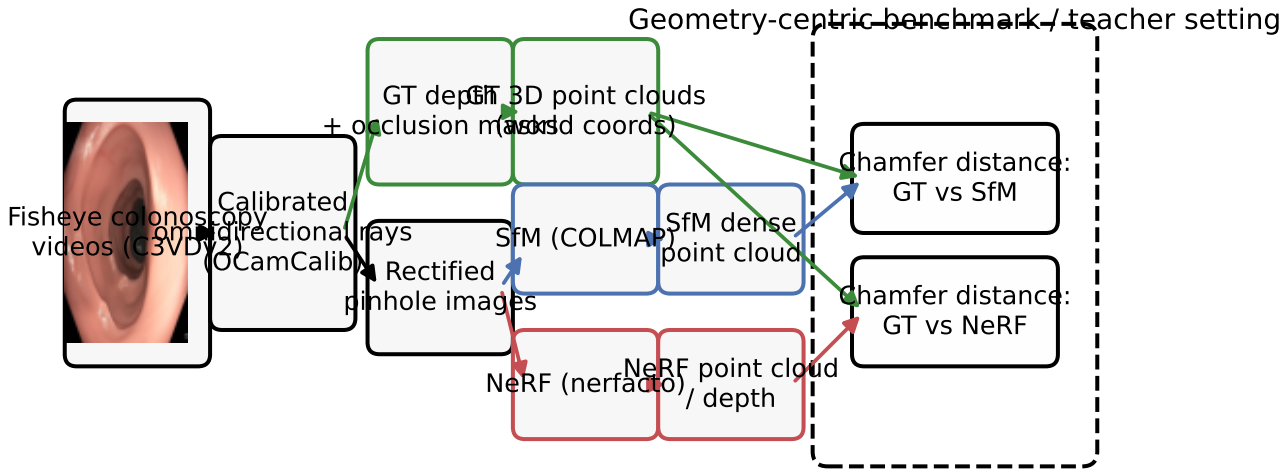 Geometry-centric benchmark / teacher setting
Fisheye colonoscopy
videos (C3VDv2)
Calibrated
omnidirectional rays
(OCamCalib)
GT depth
+ occlusion masks
GT 3D point clouds
(world coords)
Rectified
pinhole images
SfM (COLMAP)
SfM dense
point cloud
NeRF (nerfacto)
NeRF point cloud
/ depth
Chamfer distance:
GT vs SfM
Chamfer distance:
GT vs NeRF